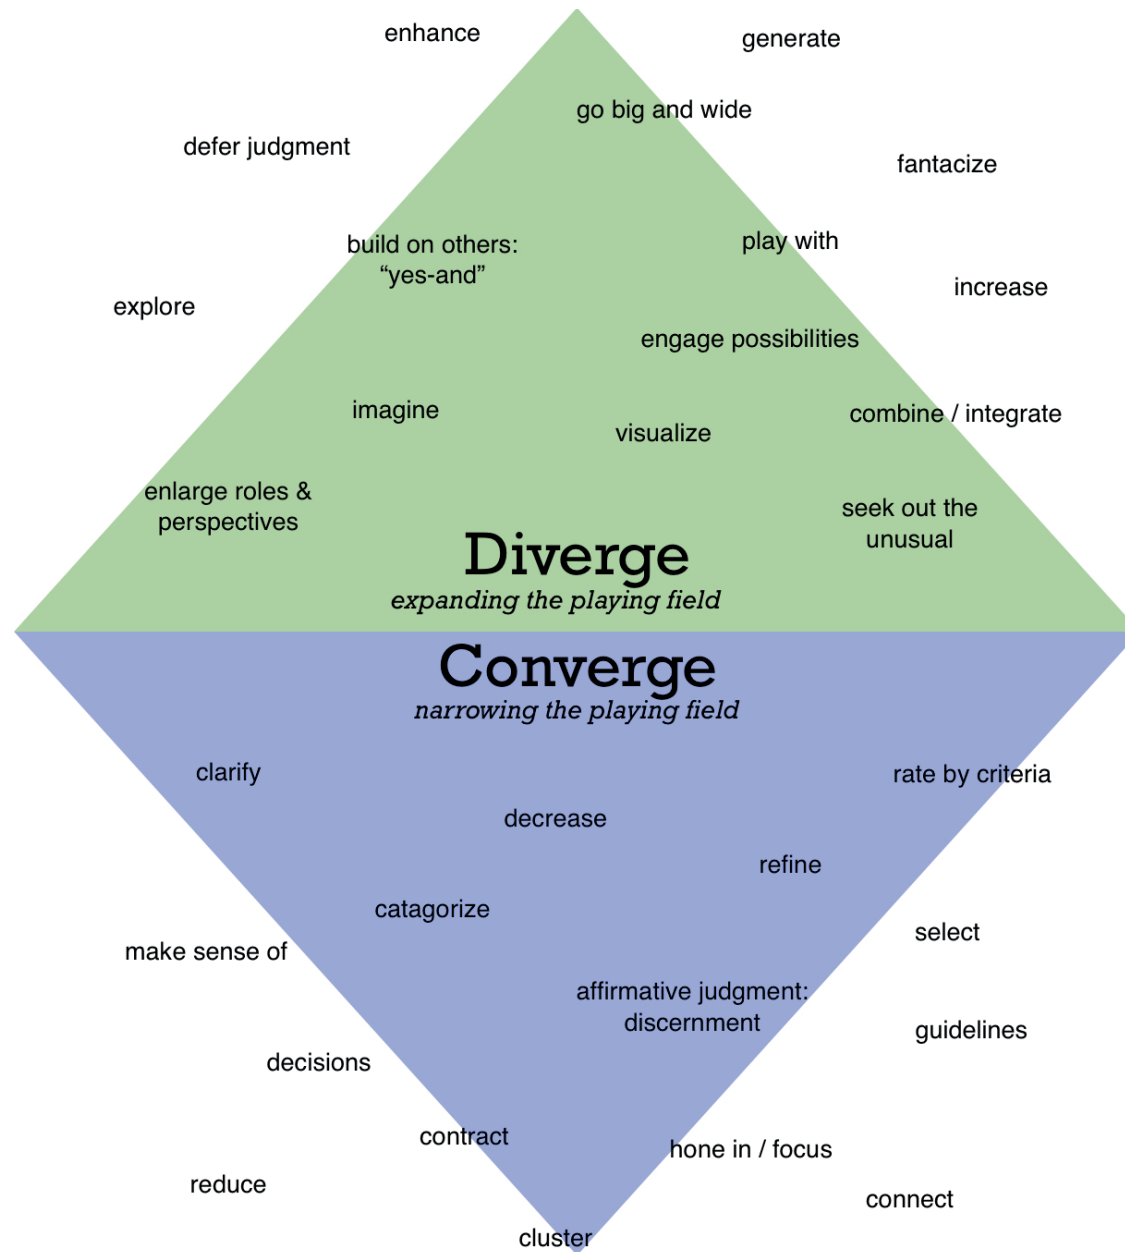 enhance
generate
go big and wide
defer judgment
fantacize
build on others:
“yes-and”
play with
increase
explore
engage possibilities
imagine
visualize
combine / integrate
enlarge roles &
perspectives
seek out the
unusual
Diverge
expanding the playing field
Converge
narrowing the playing field
clarify
rate by criteria
decrease
refine
catagorize
select
make sense of
affirmative judgment:
discernment
guidelines
decisions
contract
hone in / focus
reduce
connect
cluster